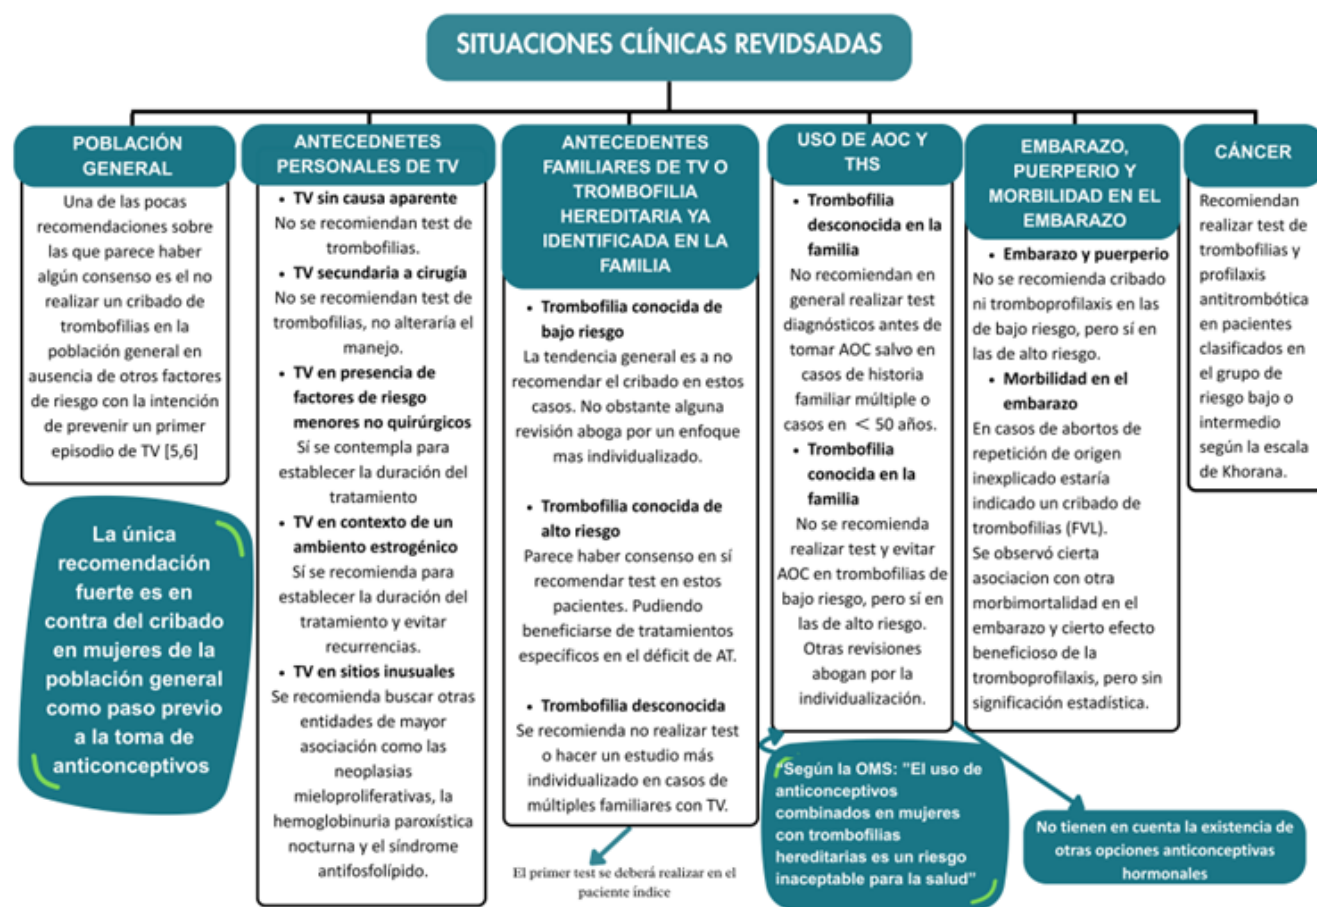 SITUACIONES CLÍNICAS REVIDSADAS
POBLACIÓN
GENERAL
Una de las pocas
recomendaciones sobre
las que parece haber
algún consenso es el no
realizar un cribado de
trombofilias en la
población general en
ausencia de otros factores
de riesgo con la intención
de prevenir un primer
episodio de TV [5,6]
La única
recomendación
fuerte es en
contra del cribado
en mujeres de la
población general
como paso previo
a la toma de
anticonceptivos
ANTECEDNETES
PERSONALES DE TV
• TV sin causa aparente
No se recomiendan test de
trombofilias.
• TV secundaria a cirugía
No se recomiendan test de
trombofilias, no alteraría el
manejo.
• TV en presencia de
factores de riesgo
menores no quirúrgicos
Sí se contempla para
establecer la duración del
tratamiento
• TV en contexto de un
ambiente estrogénico
Sí se recomienda para
establecer la duración del
tratamiento y evitar
recurrencias.
• TV en sitios inusuales
Se recomienda buscar otras
entidades de mayor
asociación como las
neoplasias
mieloproliferativas, la
hemoglobinuria paroxística
nocturna y el síndrome
antifosfolípido.
ANTECEDENTES
FAMILIARES DE TV O
TROMBOFILIA
HEREDITARIA YA
IDENTIFICADA EN LA
FAMILIA
• Trombofilia conocida de
bajo riesgo
La tendencia general es a no
recomendar el cribado en estos
casos. No obstante alguna
revisión aboga por un enfoque
mas individualizado.
• Trombofilia conocida de
alto riesgo
Parece haber consenso en sí
recomendar test en estos
pacientes. Pudiendo
beneficiarse de tratamientos
específicos en el déficit de AT.
• Trombofilia desconocida
Se recomienda no realizar test
o hacer un estudio más
individualizado en casos de
múltiples familiares con TV.
El primer test se deberá realizar en el
paciente índice
USO DE AOC Y
THS
• Trombofilia
desconocida en la
familia
No recomiendan en
general realizar test
diagnósticos antes de
tomar AOC salvo en
casos de historia
familiar múltiple o
casos en < 50 años.
• Trombofilia
conocida en la
familia
No se recomienda
realizar test y evitar
AOC en trombofilias de
bajo riesgo, pero sí en
las de alto riesgo.
Otras revisiones
abogan por la
individualización.
"Según la OMS: "El uso de
anticonceptivos
combinados en mujeres
con trombofilias
hereditarias es un riesgo
inaceptable para la salud"
EMBARAZO,
PUERPERIO Y
MORBILIDAD EN EL
EMBARAZO
• Embarazo y puerperio
No se recomienda cribado
ni tromboprofilaxis en las
de bajo riesgo, pero sí en
las de alto riesgo.
• Morbilidad en el
embarazo
En casos de abortos de
repetición de origen
inexplicado estaría
indicado un cribado de
trombofilias (FVL).
Se observó cierta
asociacion con otra
morbimortalidad en el
embarazo y cierto efecto
beneficioso de la
tromboprofilaxis, pero sin
significación estadística.
No tienen en cuenta la existencia de
otras opciones anticonceptivas
hormonales
CÁNCER
Recomiendan
realizar test de
trombofilias y
profilaxis
antitrombótica
en pacientes
clasificados en
el grupo de
riesgo bajo o
intermedio
según la escala
de Khorana.